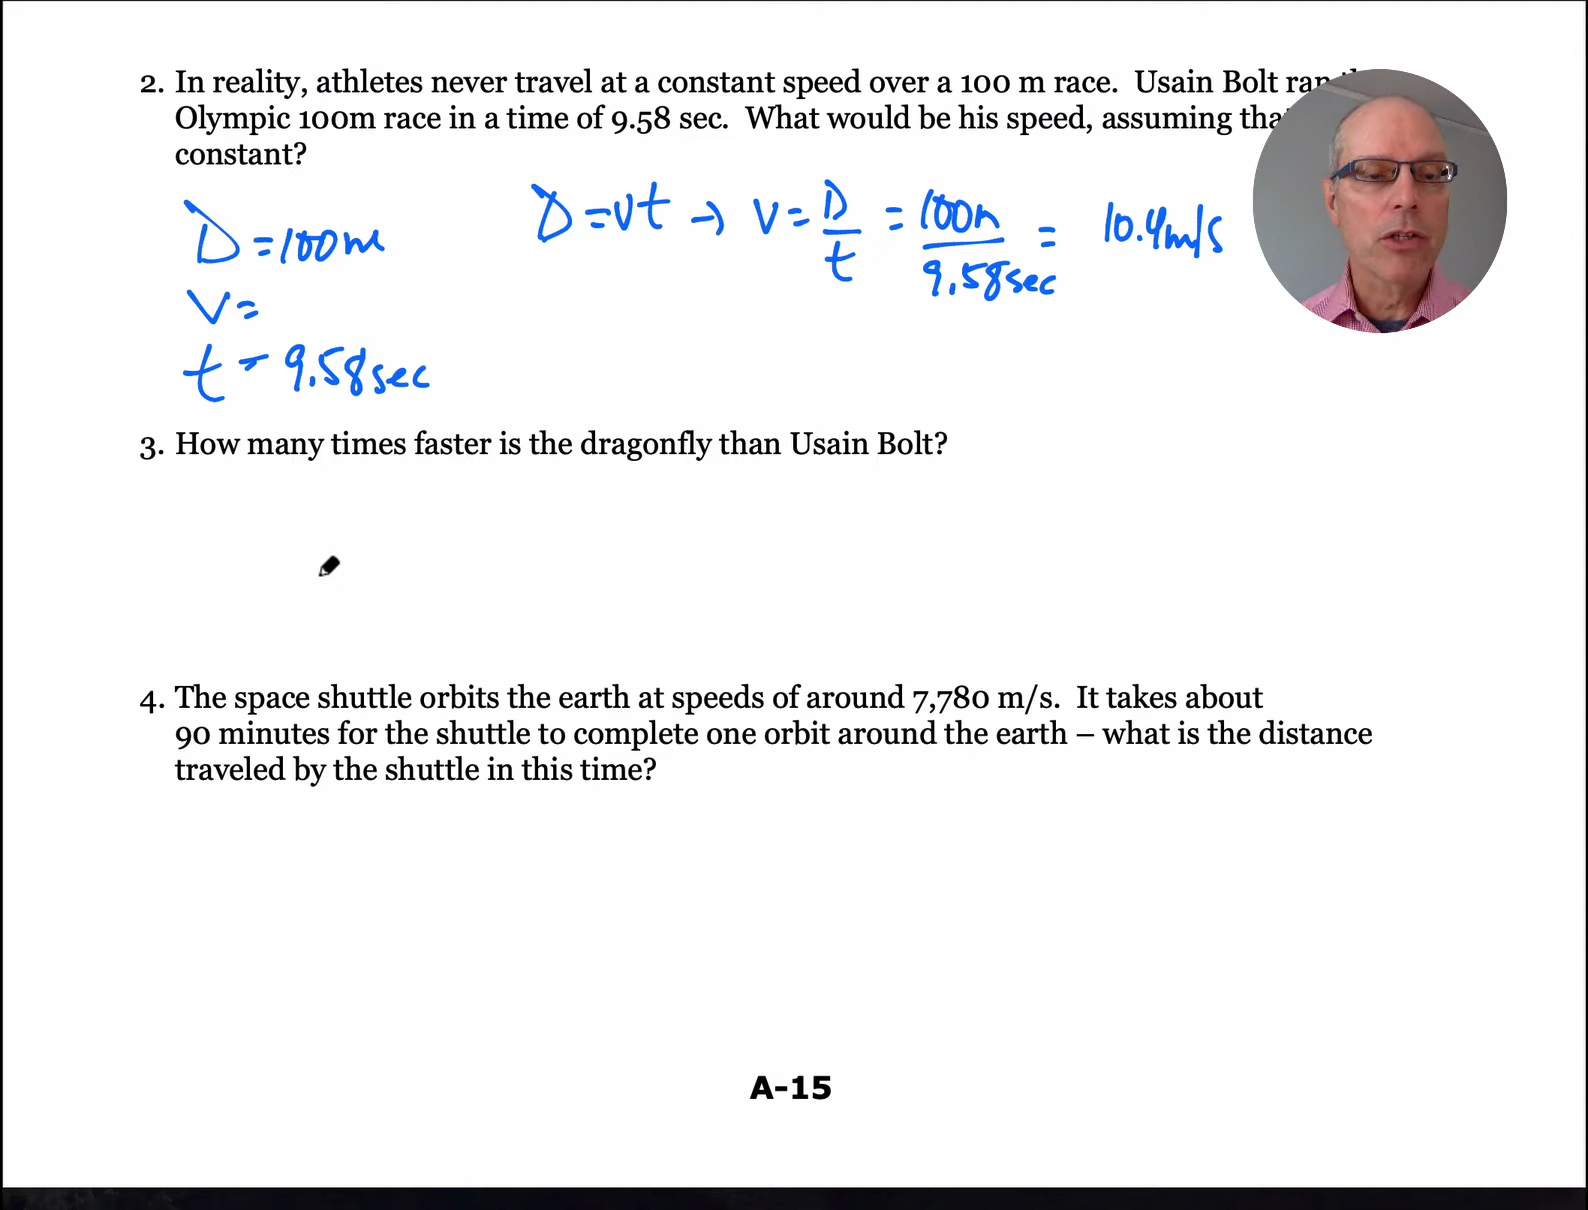 2. In reality, athletes never travel at a constant speed over a 100 m race. Usain Bolt ran
Olympic 100m race in a time of 9.58 sec. What would be his speed, assuming
constant?
D = vt → v = D/t = 100m/9.58sec = 10.4m/s
D = 100m
V =
t = 9.58sec
3. How many times faster is the dragonfly than Usain Bolt?
4. The space shuttle orbits the earth at speeds of around 7,780 m/s. It takes about
90 minutes for the shuttle to complete one orbit around the earth – what is the distance
traveled by the shuttle in this time?
A-15